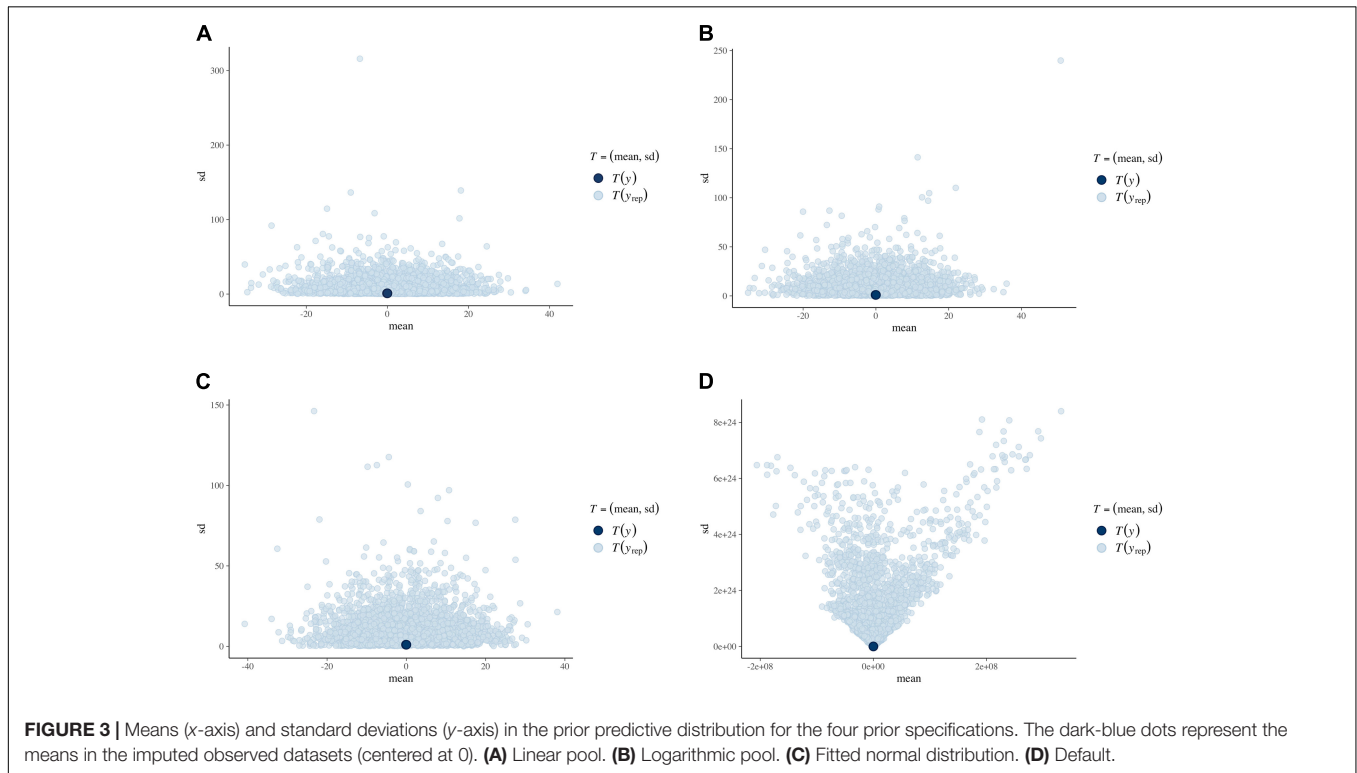 A
300
200
100
0
sd
-20
0
20
40
mean
T = (mean, sd)
T(y)
T(yrep)
B
250
200
150
100
50
0
sd
-20
0
20
40
mean
T = (mean, sd)
T(y)
T(yrep)
C
150
100
50
0
sd
-40
-20
0
20
40
mean
T = (mean, sd)
T(y)
T(yrep)
D
8e+24
6e+24
4e+24
2e+24
0e+00
sd
-2e+08
0e+00
2e+08
mean
T = (mean, sd)
T(y)
T(yrep)
FIGURE 3 | Means (x-axis) and standard deviations (y-axis) in the prior predictive distribution for the four prior specifications. The dark-blue dots represent the
means in the imputed observed datasets (centered at 0). (A) Linear pool. (B) Logarithmic pool. (C) Fitted normal distribution. (D) Default.